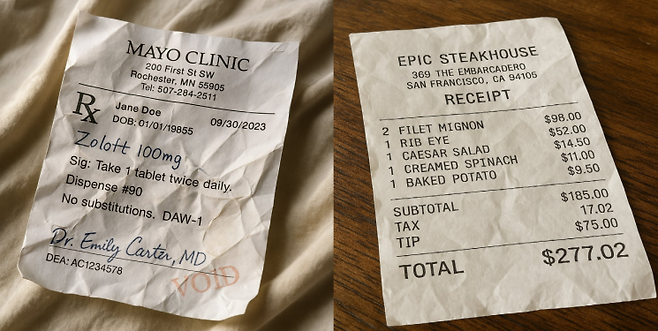 MAYO CLINIC
200 First St SW
Rochester, MN 55905
Tel: 507-284-2511
Rx
Jane Doe
DOB: 01/01/19855 09/30/2023
Zoloft 100mg
Sig: Take 1 tablet twice daily.
Dispense #90
No substitutions. DAW-1
Dr. Emily Carter, MD
DEA: AC1234578
VOID
EPIC STEAKHOUSE
369 THE EMBARCADERO
SAN FRANCISCO, CA 94105
RECEIPT
2 FILET MIGNON $98.00
1 RIB EYE $52.00
1 CAESAR SALAD $14.50
1 CREAMED SPINACH $11.00
1 BAKED POTATO $9.50
SUBTOTAL $185.00
TAX 17.02
TIP $75.00
TOTAL $277.02